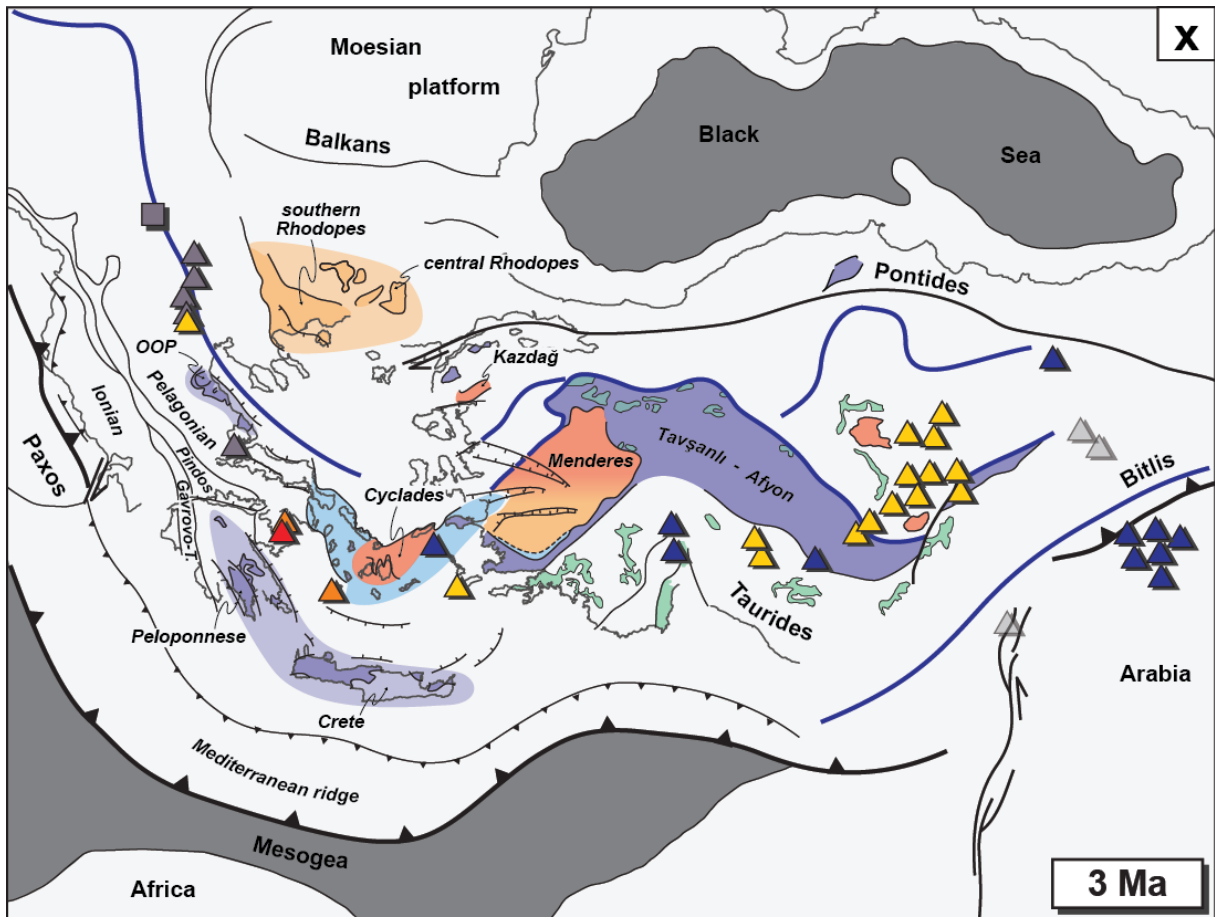 x
Moesian
platform
Balkans
Black
Sea
southern
Rhodopes
central Rhodopes
Pontides
OOP
Kazdağ
Ionian
Pelagonian
Pindos
Gavrovo-T.
Paxos
Tavşanlı - Afyon
Menderes
Cyclades
Bitlis
Taurides
Peloponnese
Arabia
Crete
Mediterranean ridge
Mesogea
Africa
3 Ma